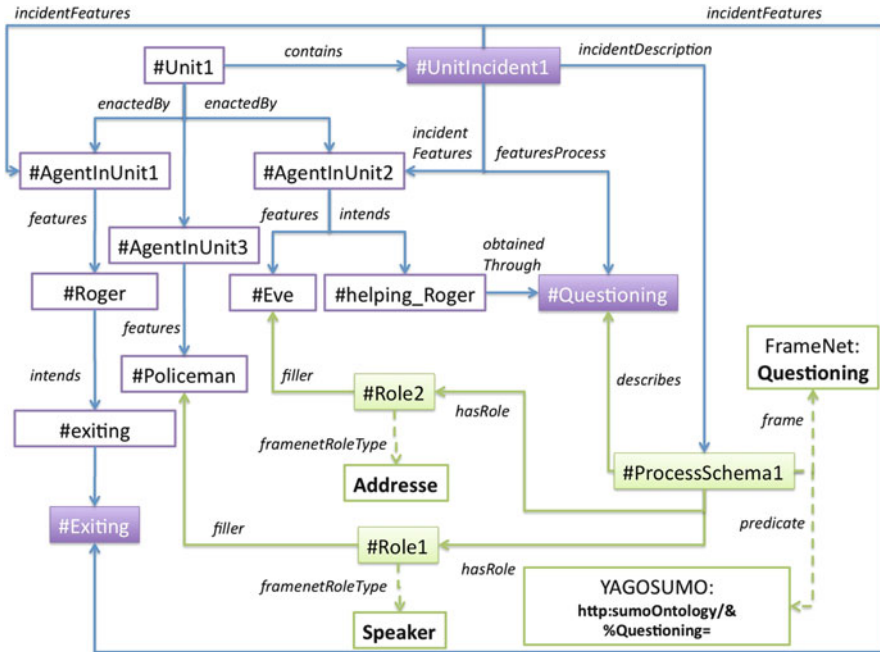 incidentFeatures
incidentFeatures
contains
incidentDescription
#Unit1
#UnitIncident1
enactedBy
enactedBy
incident
Features
featuresProcess
#AgentInUnit1
#AgentInUnit2
features
features
intends
#AgentInUnit3
obtained
Through
#Roger
#Eve
#helping_Roger
#Questioning
features
intends
#Policeman
filler
describes
FrameNet:
Questioning
#Role2
hasRole
frame
#exiting
framenetRoleType
Addresse
#ProcessSchema1
#Exiting
filler
#Role1
hasRole
predicate
framenetRoleType
Speaker
YAGOSUMO:
http:sumoOntology/&
%Questioning=